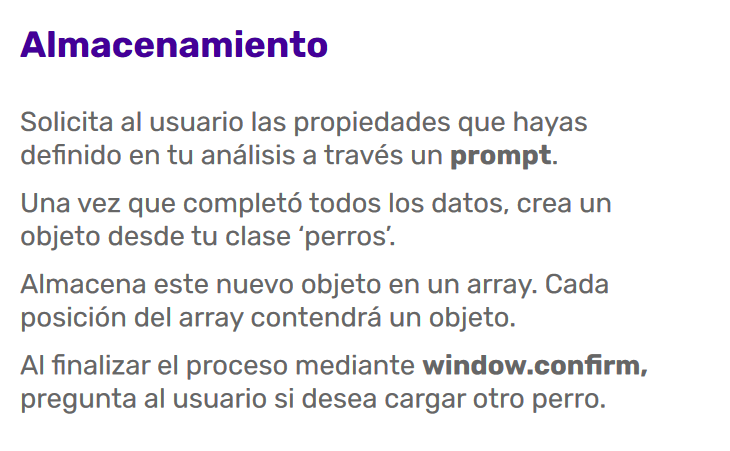 Almacenamiento
Solicita al usuario las propiedades que hayas
definido en tu análisis a través un prompt.
Una vez que completó todos los datos, crea un
objeto desde tu clase ‘perros’.
Almacena este nuevo objeto en un array. Cada
posición del array contendrá un objeto.
Al finalizar el proceso mediante window.confirm,
pregunta al usuario si desea cargar otro perro.